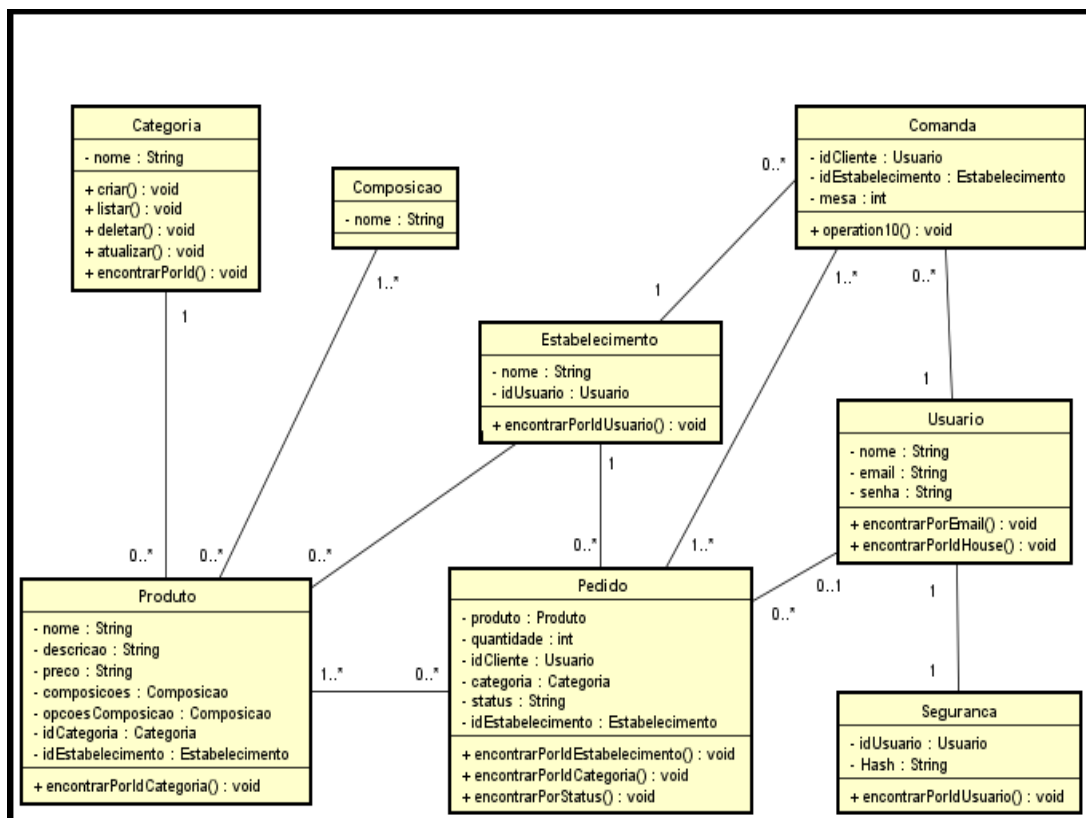 Categoria
- nome : String
+ criar() : void
+ listar() : void
+ deletar() : void
+ atualizar() : void
+ encontrarPorId() : void
1
Composicao
- nome : String
1..*
Comanda
- idCliente : Usuario
- idEstabelecimento : Estabelecimento
- mesa : int
+ operation10() : void
0..*
1..*
0..*
1
Estabelecimento
- nome : String
- idUsuario : Usuario
+ encontrarPorIdUsuario() : void
1
1
Usuario
- nome : String
- email : String
- senha : String
+ encontrarPorEmail() : void
+ encontrarPorIdHouse() : void
0..1
1
0..*
0..*
0..*
0..*
1..*
0..*
Produto
- nome : String
- descricao : String
- preco : String
- composicoes : Composicao
- opcoesComposicao : Composicao
- idCategoria : Categoria
- idEstabelecimento : Estabelecimento
+ encontrarPorIdCategoria() : void
1..*
0..*
Pedido
- produto : Produto
- quantidade : int
- idCliente : Usuario
- categoria : Categoria
- status : String
- idEstabelecimento : Estabelecimento
+ encontrarPorIdEstabelecimento() : void
+ encontrarPorIdCategoria() : void
+ encontrarPorStatus() : void
1
Seguranca
- idUsuario : Usuario
- Hash : String
+ encontrarPorIdUsuario() : void